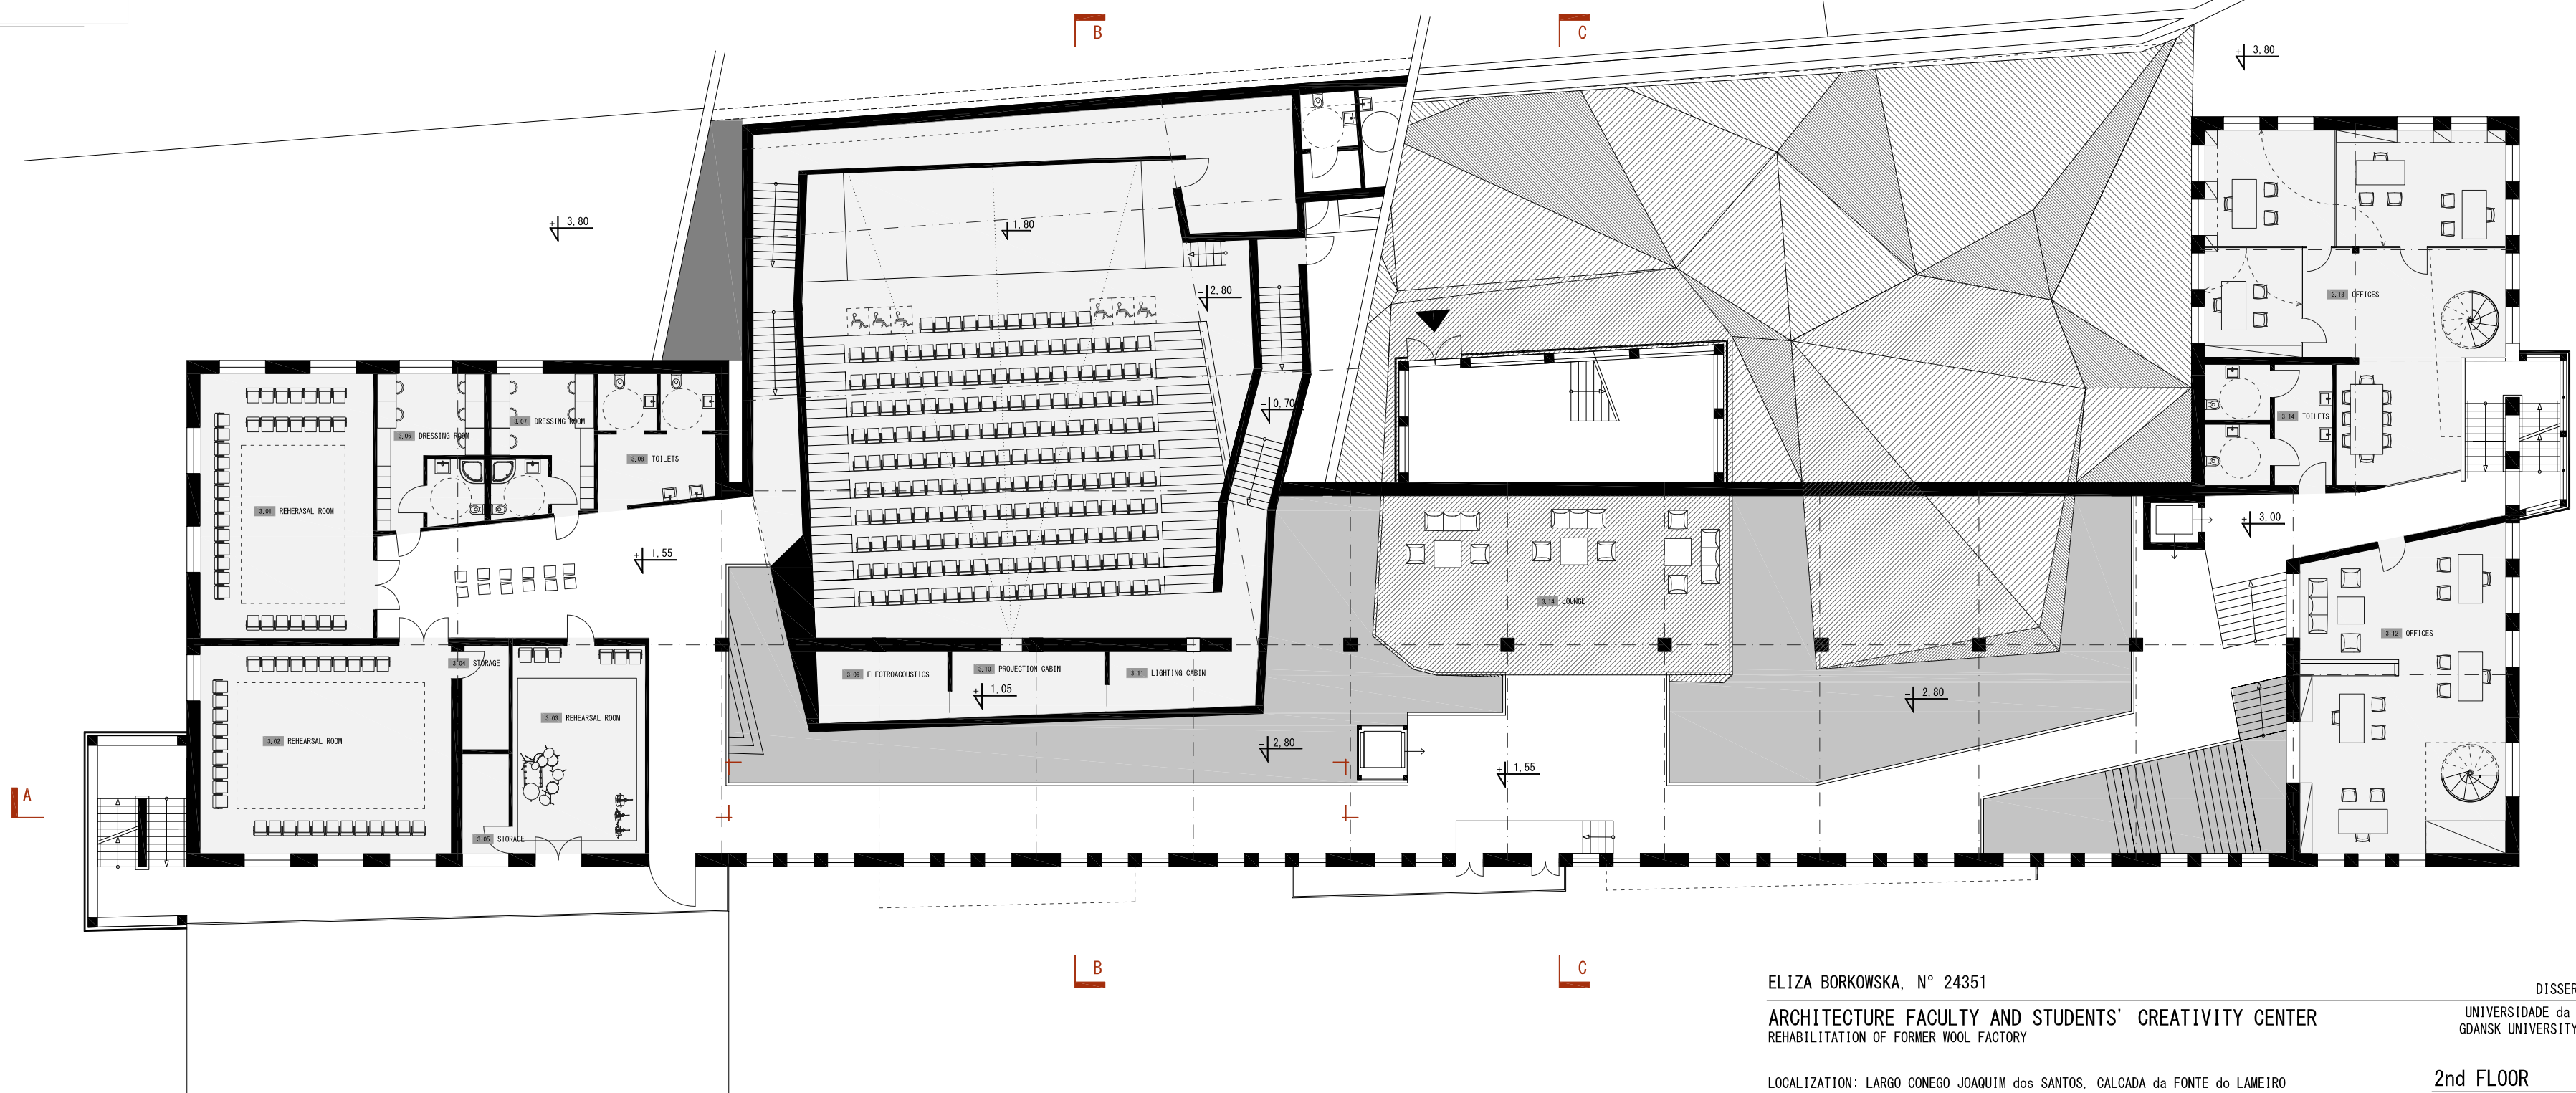 B
C
+ 3,80
+ 3,80
- 1,80
- 2,80
3.13 OFFICES
- 0,70
3.06 DRESSING ROOM
3.07 DRESSING ROOM
3.14 TOILETS
3.08 TOILETS
3.01 REHERASAL ROOM
+ 3,00
+ 1,55
3.14 LOUNGE
3.12 OFFICES
3.04 STORAGE
3.09 ELECTROACOUSTICS
3.10 PROJECTION CABIN
3.11 LIGHTING CABIN
+ 1,05
- 2,80
3.03 REHEARSAL ROOM
3.02 REHEARSAL ROOM
- 2,80
+ 1,55
A
3.05 STORAGE
B
C
ELIZA BORKOWSKA, N° 24351
DISSER
ARCHITECTURE FACULTY AND STUDENTS' CREATIVITY CENTER
UNIVERSIDADE da
REHABILITATION OF FORMER WOOL FACTORY
GDANSK UNIVERSITY
LOCALIZATION: LARGO CONEGO JOAQUIM dos SANTOS, CALCADA da FONTE do LAMEIRO
2nd FLOOR